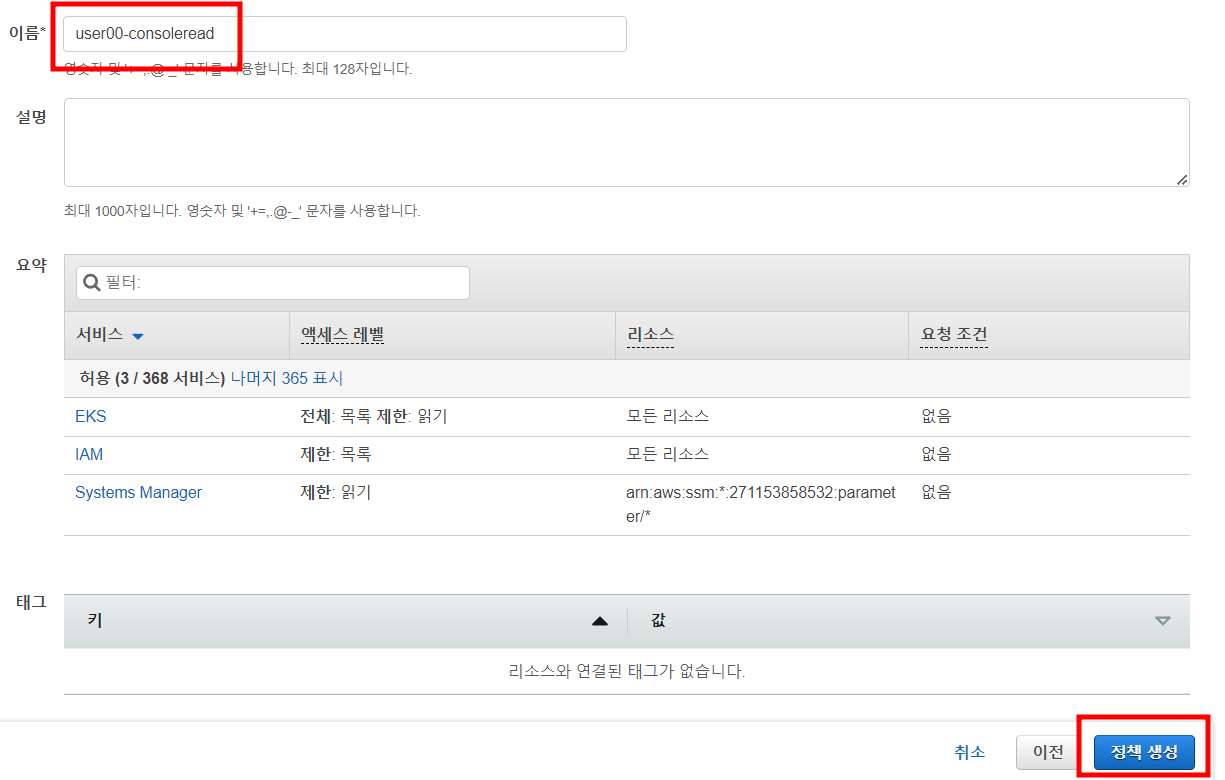 이름*
user00-consoleread
영숫자 및 '+=,.@-_' 문자를 사용합니다. 최대 128자입니다.
설명
최대 1000자입니다. 영숫자 및 '+=,.@-_' 문자를 사용합니다.
요약
필터:
서비스 액세스 레벨 리소스 요청 조건
허용 (3 / 368 서비스) 나머지 365 표시
EKS 전체: 목록 제한: 읽기 모든 리소스 없음
IAM 제한: 목록 모든 리소스 없음
Systems Manager 제한: 읽기 arn:aws:ssm:*:271153858532:paramet 없음
er/*
태그
키 값
리소스와 연결된 태그가 없습니다.
취소 이전 정책 생성